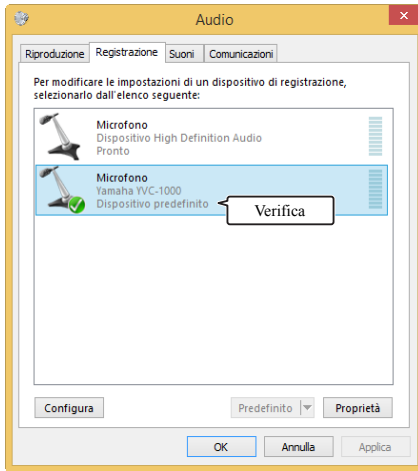 Audio
Riproduzione Registrazione Suoni Comunicazioni
Per modificare le impostazioni di un dispositivo di registrazione,
selezionarlo dall'elenco seguente:
Microfono
Dispositivo High Definition Audio
Pronto
Microfono
Yamaha YVC-1000
Dispositivo predefinito
Verifica
Configura Predefinito Proprietà
OK Annulla Applica